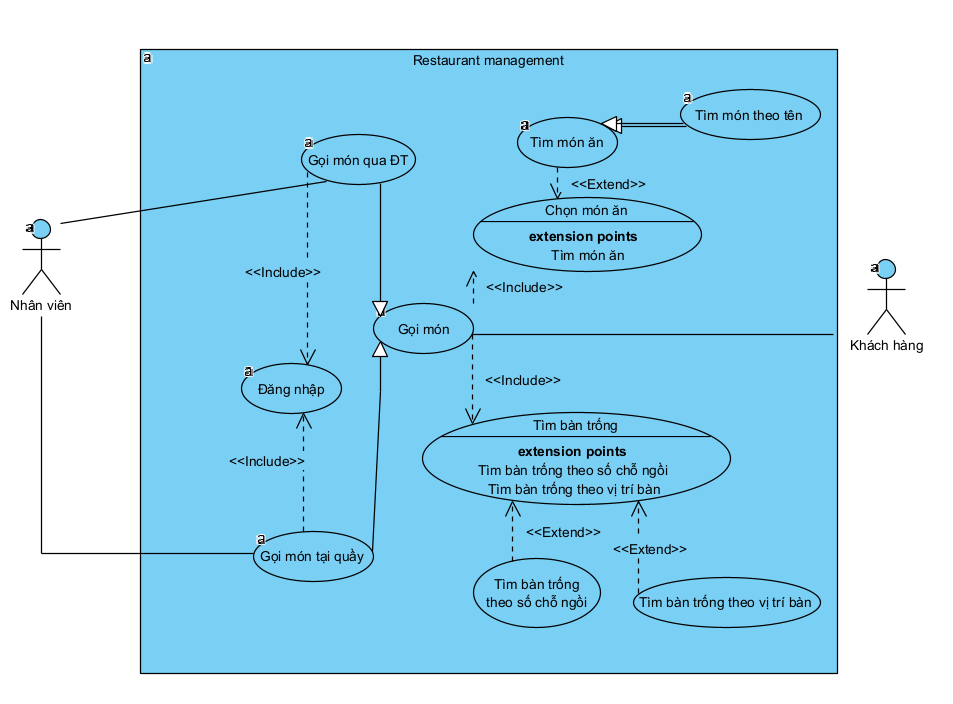 a
Restaurant management
a
Tìm món theo tên
a
Tìm món ăn
a
Gọi món qua ĐT
<<Extend>>
Chọn món ăn
extension points
Tìm món ăn
a
Nhân viên
<<Include>>
<<Include>>
a
Khách hàng
a
Gọi món
a
Đăng nhập
<<Include>>
Tìm bàn trống
extension points
Tìm bàn trống theo số chỗ ngồi
Tìm bàn trống theo vị trí bàn
<<Include>>
a
Gọi món tại quầy
<<Extend>>
<<Extend>>
Tìm bàn trống
theo số chỗ ngồi
Tìm bàn trống theo vị trí bàn